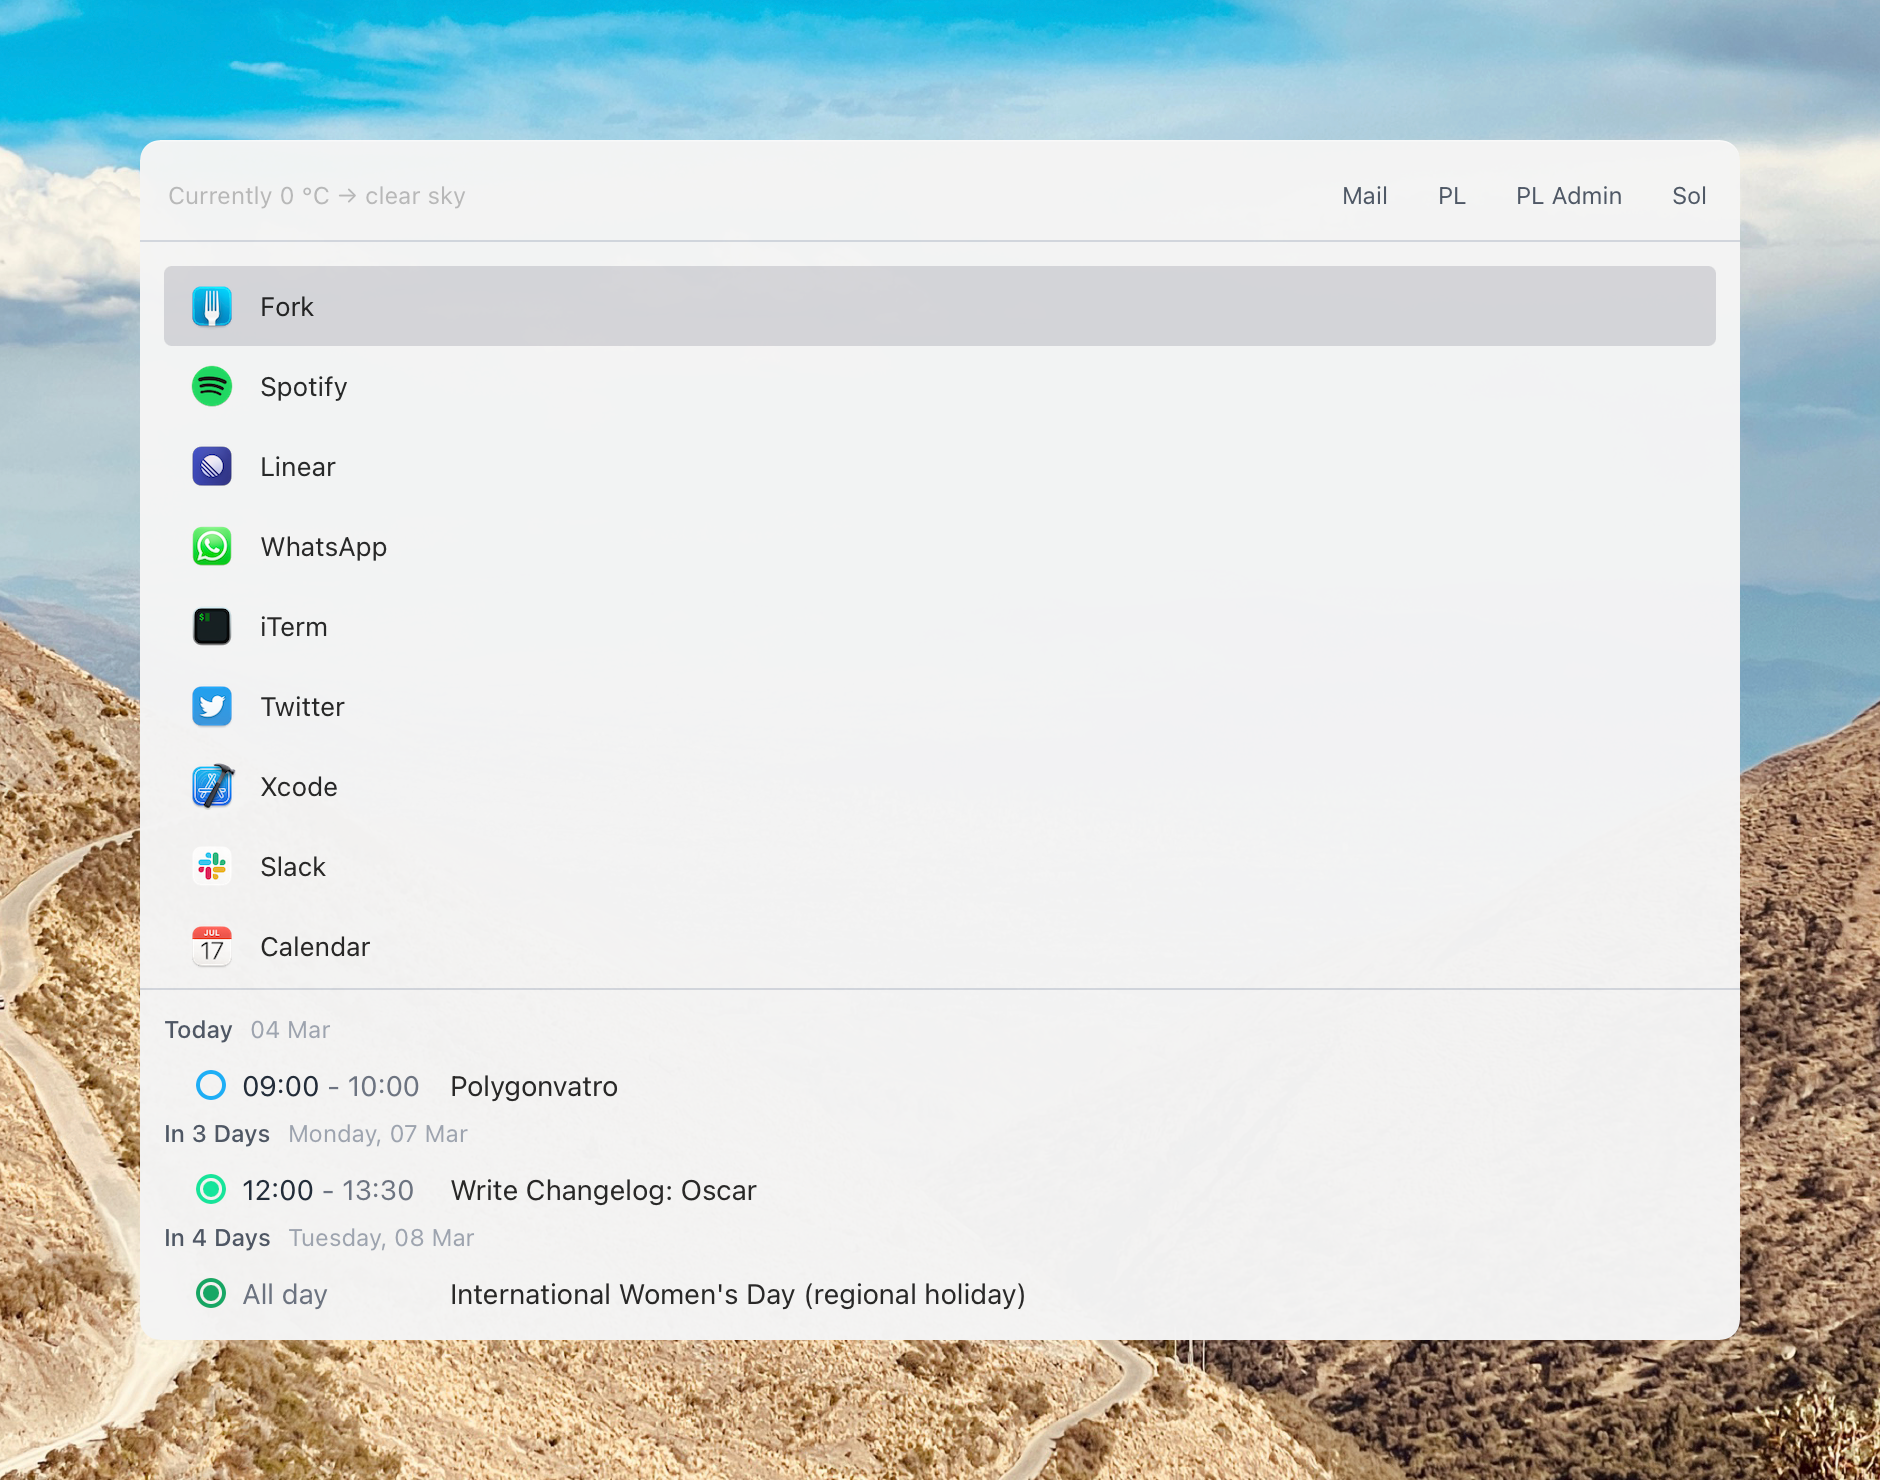 Currently 0 °C → clear sky Mail PL PL Admin Sol
Fork
Spotify
Linear
WhatsApp
$
iTerm
Twitter
Xcode
Slack
JUL
17
Calendar
Today 04 Mar
09:00 - 10:00 Polygonvatro
In 3 Days Monday, 07 Mar
12:00 - 13:30 Write Changelog: Oscar
In 4 Days Tuesday, 08 Mar
All day International Women's Day (regional holiday)